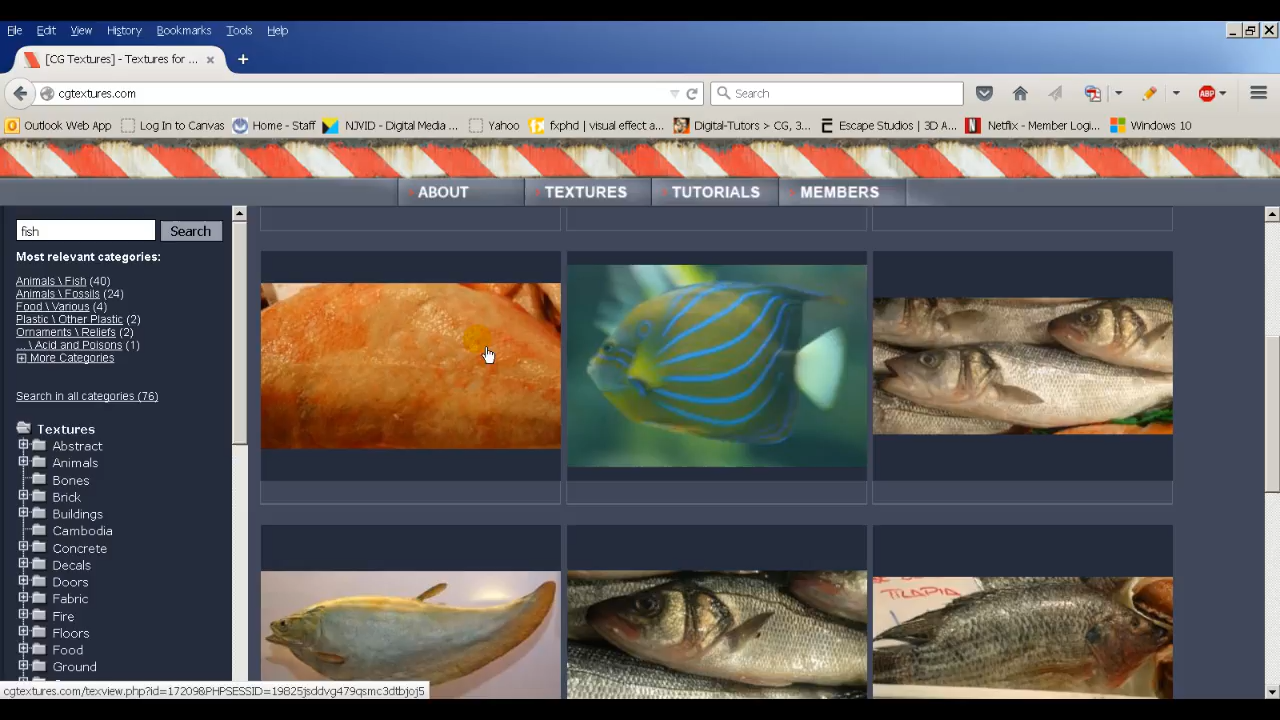 File Edit View History Bookmarks Tools Help
[CG Textures] - Textures for ...
cgtextures.com
Search
Outlook Web App Log In to Canvas Home - Staff NJVID - Digital Media ... Yahoo fxphd | visual effect a... Digital-Tutors > CG, 3... Escape Studios | 3D A... Netflix - Member Logi... Windows 10
ABP
ABOUT TEXTURES TUTORIALS MEMBERS
fish Search
Most relevant categories:
Animals \ Fish (40)
Animals \ Fossils (24)
Food \ Various (4)
Plastic \ Other Plastic (2)
Ornaments \ Reliefs (2)
... \ Acid and Poisons (1)
More Categories
Search in all categories (76)
Textures
Abstract
Animals
Bones
Brick
Buildings
Cambodia
Concrete
Decals
Doors
Fabric
Fire
Floors
Food
Ground
TILAPIA
cgtextures.com/texview.php?id=17209&PHPSESSID=19825jsddvg479qsmc3dtbjoj5